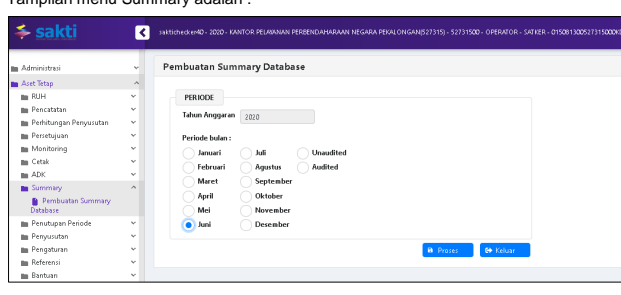 Tampilan menu Summary adalah :
sakti
saktichecker40 - 2020 - KANTOR PELAYANAN PERBENDAHARAAN NEGARA PEKALONGAN(527315) - 52731500 - OPERATOR - SATKER - 015081300527315000KD
Administrasi
Aset Tetap
RUH
Pencatatan
Perhitungan Penyusutan
Persetujuan
Monitoring
Cetak
ADK
Summary
Pembuatan Summary
Database
Penutupan Periode
Penyusutan
Pengaturan
Referensi
Bantuan
Pembuatan Summary Database
PERIODE
Tahun Anggaran 2020
Periode bulan :
Januari Juli Unaudited
Februari Agustus Audited
Maret September
April Oktober
Mei November
Juni Desember
Proses Keluar